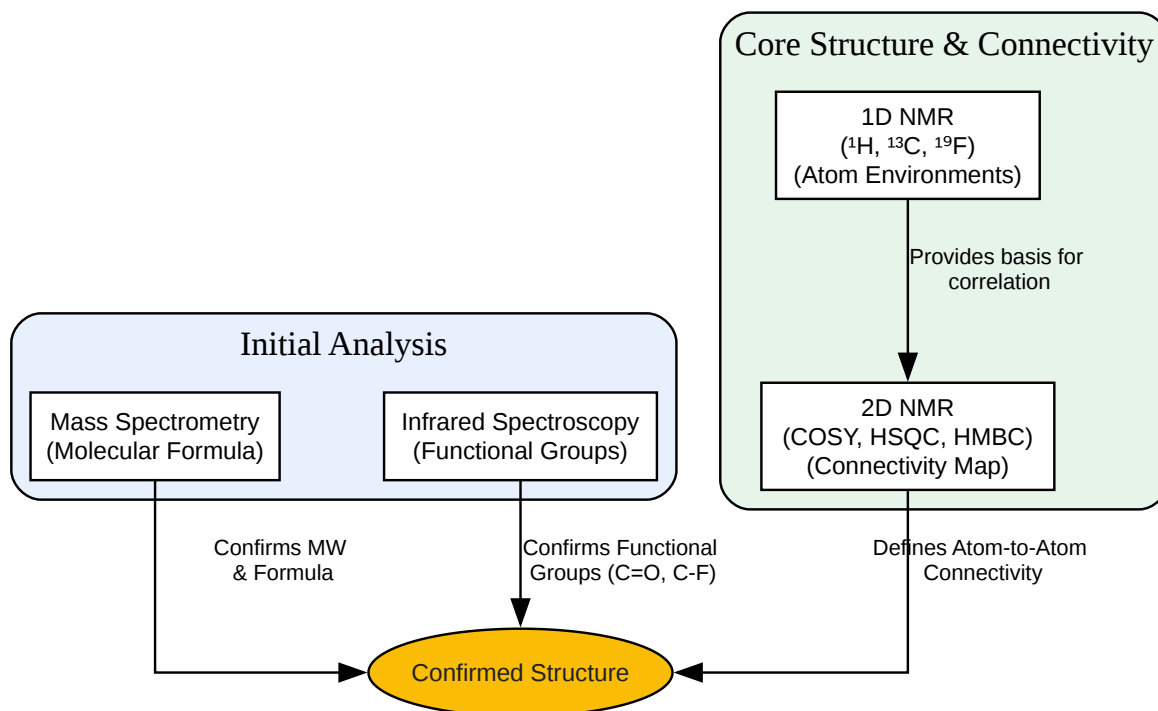 Core Structure & Connectivity
1D NMR
(¹H, ¹³C, ¹⁹F)
(Atom Environments)
Provides basis for
correlation
Initial Analysis
Mass Spectrometry
(Molecular Formula)
Infrared Spectroscopy
(Functional Groups)
2D NMR
(COSY, HSQC, HMBC)
(Connectivity Map)
Confirms MW
& Formula
Confirms Functional
Groups (C=O, C-F)
Defines Atom-to-Atom
Connectivity
Confirmed Structure